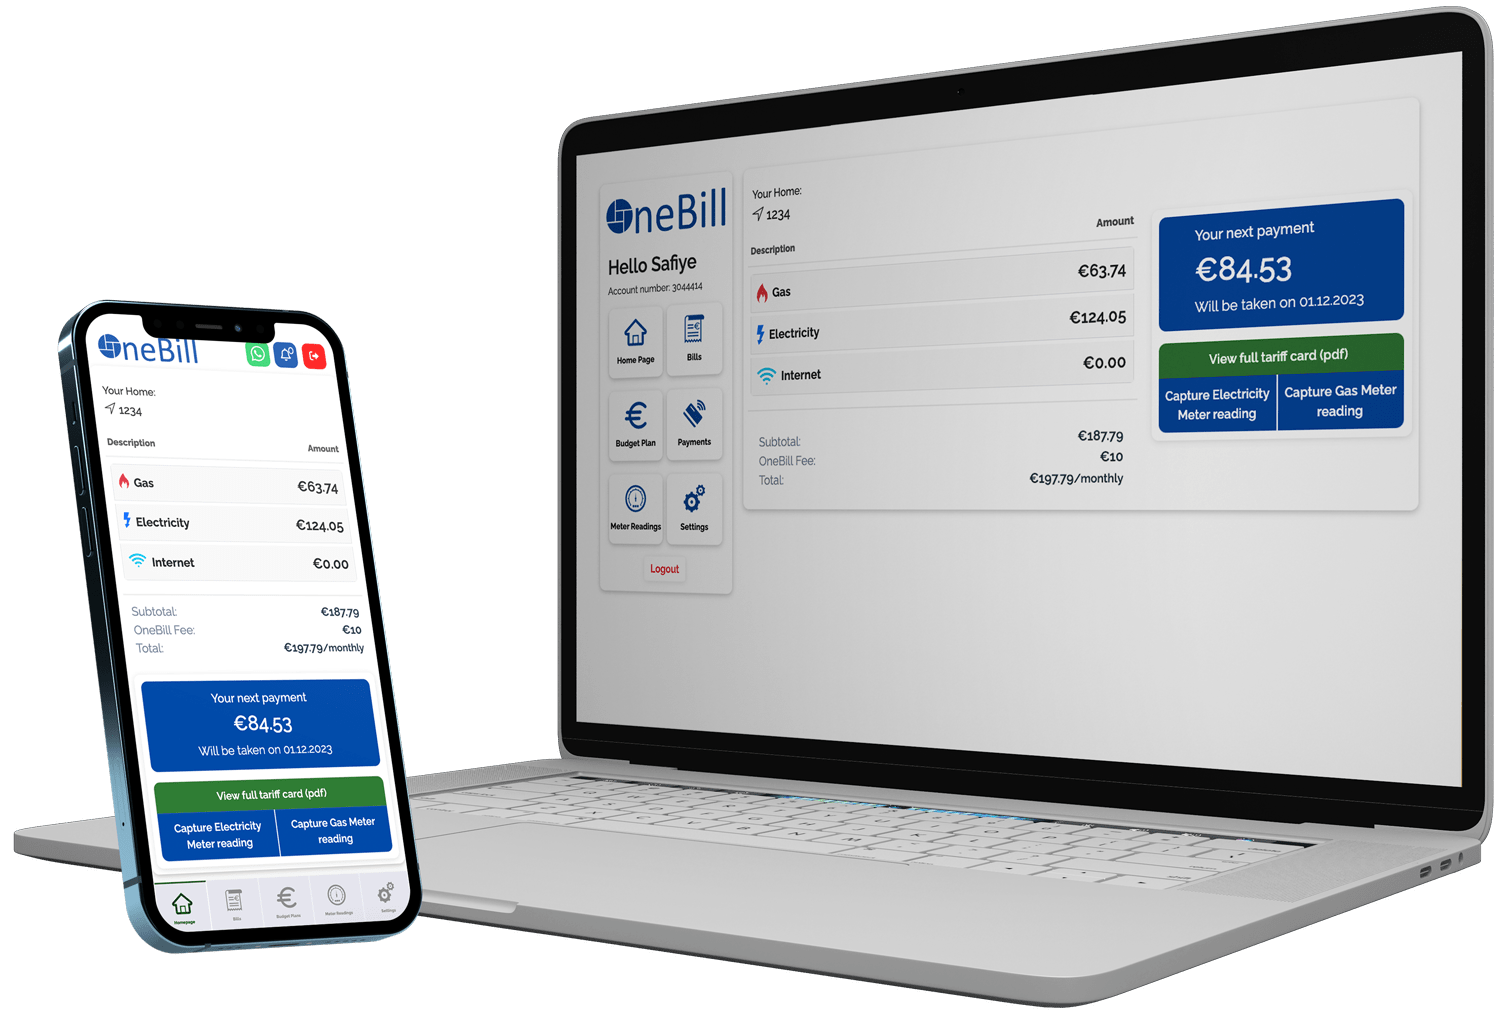 OneBill
Your Home:
1234
Description
Amount
Gas
€63.74
Electricity
€124.05
Internet
€0.00
Subtotal:
€187.79
OneBill Fee:
€10
Total:
€197.79/monthly
Your next payment
€84.53
Will be taken on 01.12.2023
View full tariff card (pdf)
Capture Electricity
Meter reading
Capture Gas Meter
reading
Homepage
Bills
Budget Plans
Meter Readings
Settings
OneBill
Hello Safiye
Account number: 3044414
Home Page
Bills
Budget Plan
Payments
Meter Readings
Settings
Logout
Your Home:
1234
Description
Amount
Gas
€63.74
Electricity
€124.05
Internet
€0.00
Subtotal:
€187.79
OneBill Fee:
€10
Total:
€197.79/monthly
Your next payment
€84.53
Will be taken on 01.12.2023
View full tariff card (pdf)
Capture Electricity
Meter reading
Capture Gas Meter
reading